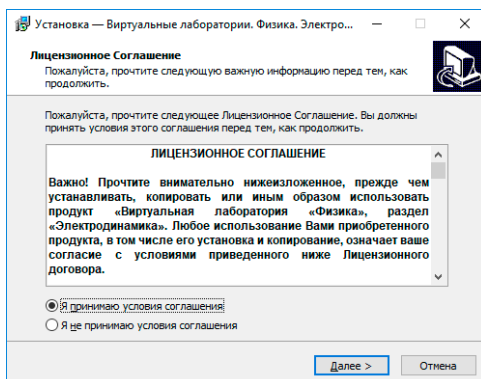 Установка — Виртуальные лаборатории. Физика. Электро...
Лицензионное Соглашение
Пожалуйста, прочтите следующую важную информацию перед тем, как
продолжить.
Пожалуйста, прочтите следующее Лицензионное Соглашение. Вы должны
принять условия этого соглашения перед тем, как продолжить.
ЛИЦЕНЗИОННОЕ СОГЛАШЕНИЕ
Важно! Прочтите внимательно нижеизложенное, прежде чем
устанавливать, копировать или иным образом использовать
продукт «Виртуальная лаборатория «Физика», раздел
«Электродинамика». Любое использование Вами приобретенного
продукта, в том числе его установка и копирование, означает ваше
согласие с условиями приведенного ниже Лицензионного
договора.
Я принимаю условия соглашения
Я не принимаю условия соглашения
Далее >
Отмена